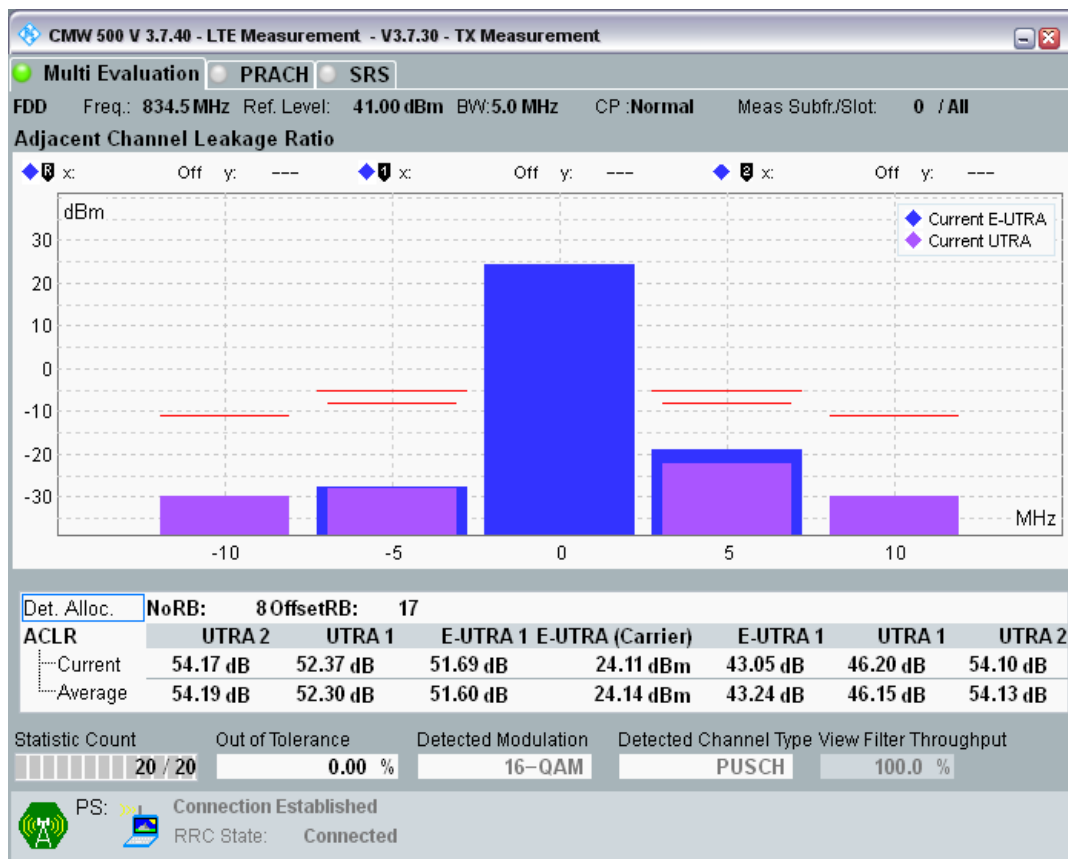 CMW 500 V 3.7.40 - LTE Measurement - V3.7.30 - TX Measurement
Multi Evaluation PRACH SRS
FDD Freq.: 834.5 MHz Ref. Level: 41.00 dBm BW:5.0 MHz CP :Normal Meas Subfr./Slot: 0 / All
Adjacent Channel Leakage Ratio
R x: Off y: --- 1 x: Off y: --- 2 x: Off y: ---
dBm
Current E-UTRA
Current UTRA
30
20
10
0
-10
-20
-30
MHz
-10 -5 0 5 10
Det. Alloc. NoRB: 8 OffsetRB: 17
ACLR UTRA 2 UTRA 1 E-UTRA 1 E-UTRA (Carrier) E-UTRA 1 UTRA 1 UTRA 2
Current 54.17 dB 52.37 dB 51.69 dB 24.11 dBm 43.05 dB 46.20 dB 54.10 dB
Average 54.19 dB 52.30 dB 51.60 dB 24.14 dBm 43.24 dB 46.15 dB 54.13 dB
Statistic Count Out of Tolerance Detected Modulation Detected Channel Type View Filter Throughput
20 / 20 0.00 % 16-QAM PUSCH 100.0 %
PS: Connection Established
RRC State: Connected